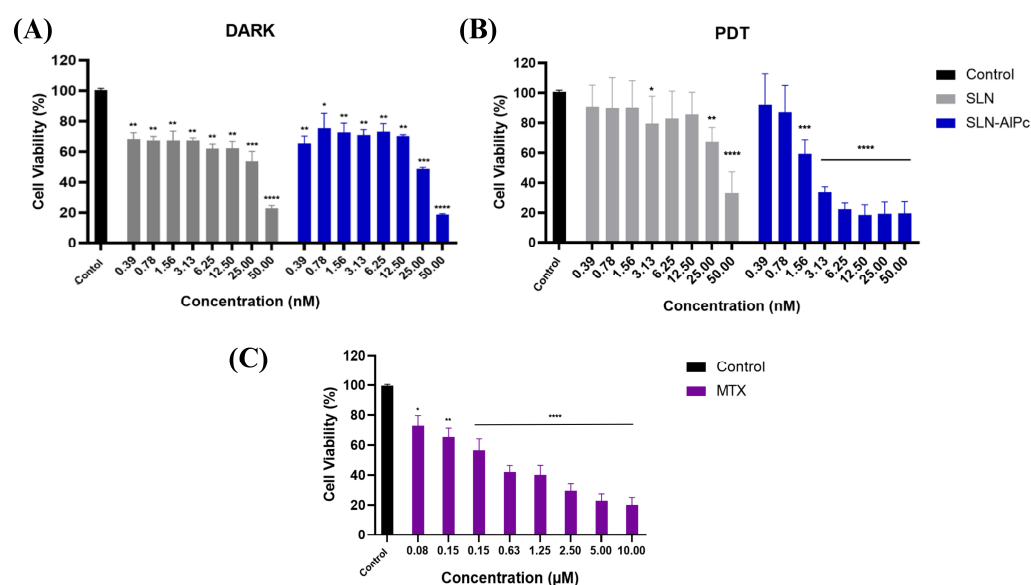 (A)
DARK
Cell Viability (%)
120
100
80
60
40
20
0
** ** ** ** ** ** *** ****
** * ** ** ** ** *** ****
Control 0.39 0.78 1.56 3.13 6.25 12.50 25.00 50.00 0.39 0.78 1.56 3.13 6.25 12.50 25.00 50.00
Concentration (nM)
(B)
PDT
Cell Viability (%)
120
100
80
60
40
20
0
* ** ****
*** ****
Control 0.39 0.78 1.56 3.13 6.25 12.50 25.00 50.00 0.39 0.78 1.56 3.13 6.25 12.50 25.00 50.00
Concentration (nM)
Control
SLN
SLN-AlPc
(C)
Cell Viability (%)
120
100
80
60
40
20
0
* ** ****
Control 0.08 0.15 0.15 0.63 1.25 2.50 5.00 10.00
Concentration (µM)
Control
MTX